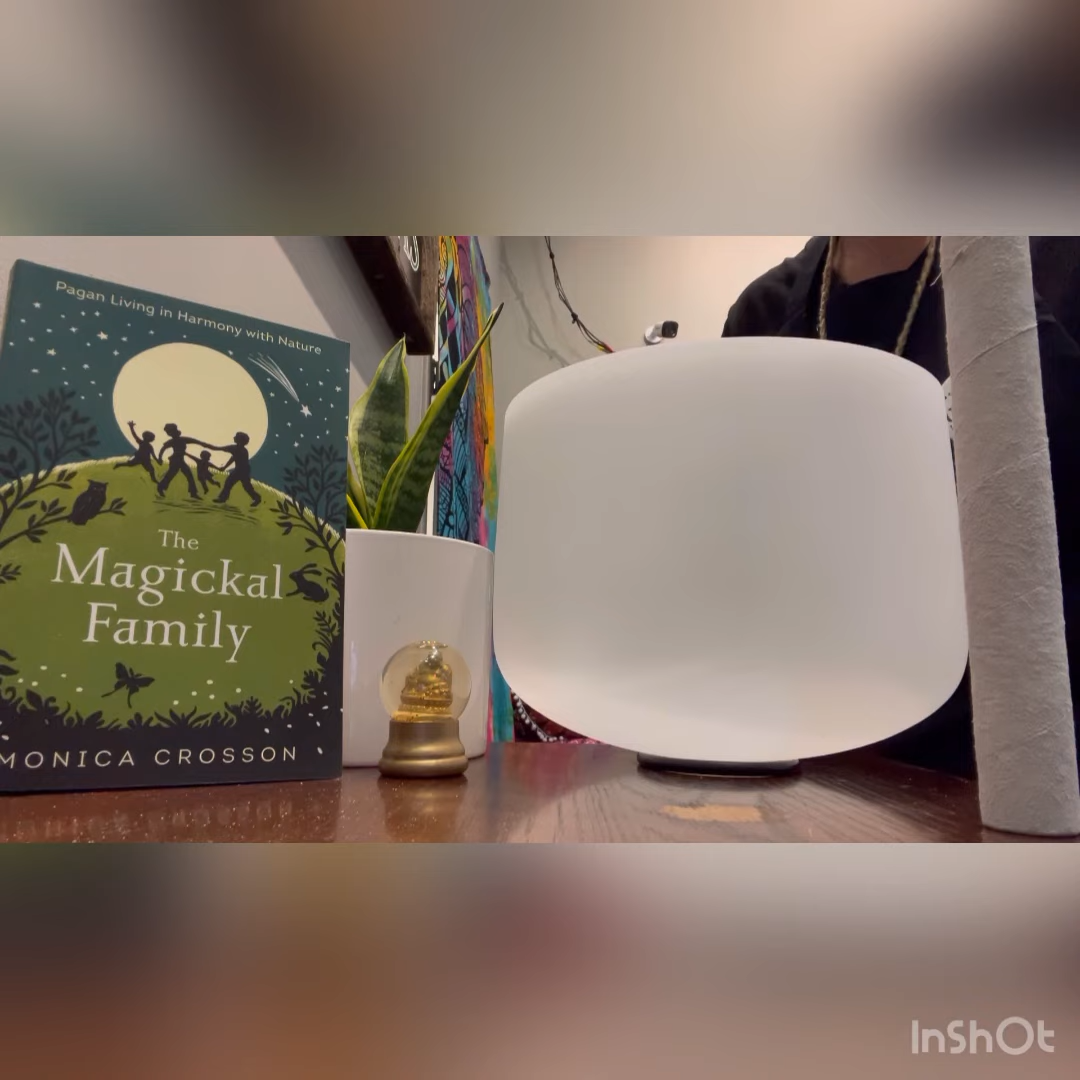 Pagan Living in Harmony with Nature
The
Magickal
Family
MONICA CROSSON
InShOt